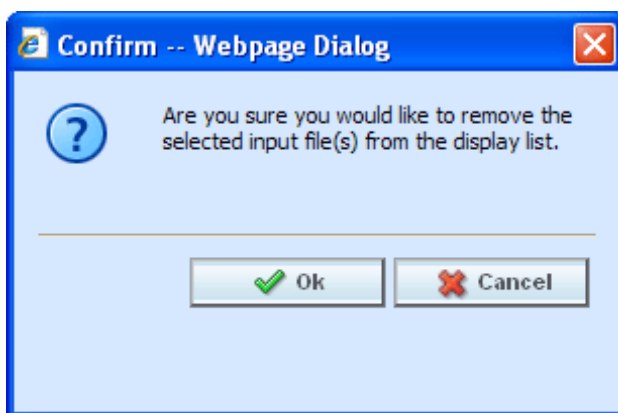 Confirm -- Webpage Dialog
Are you sure you would like to remove the
selected input file(s) from the display list.
Ok
Cancel